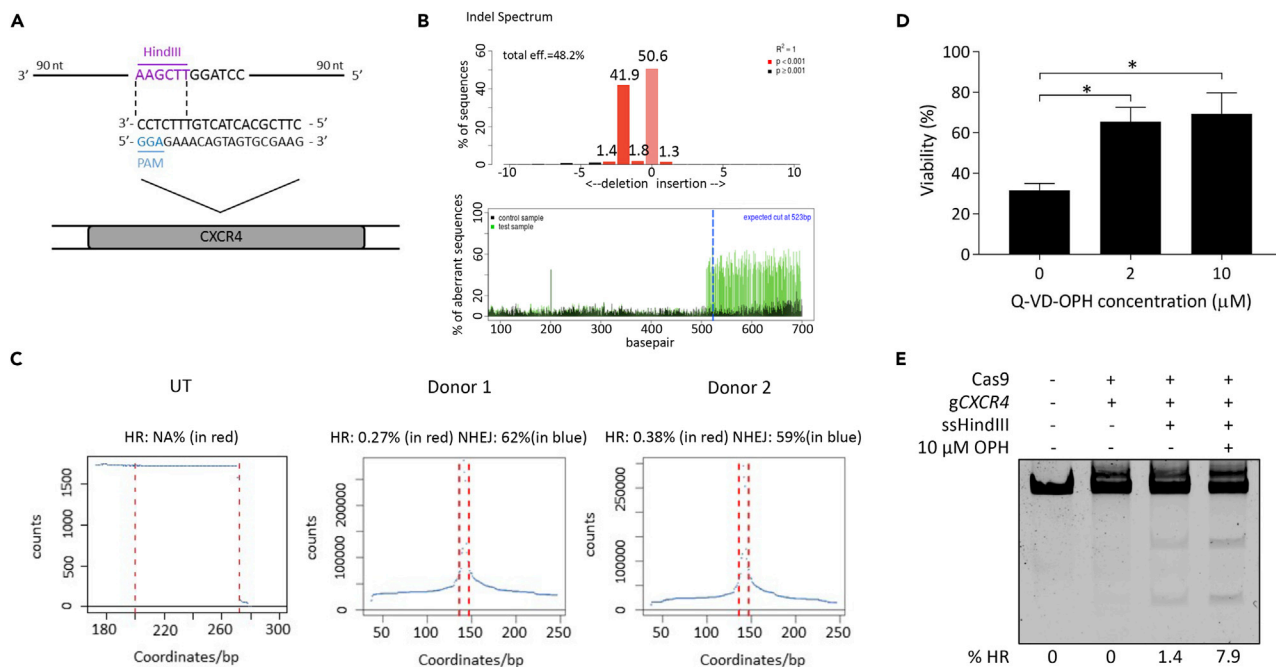 A
HindIII
3' 90 nt AAGCTTGGATCC 90 nt 5'
3'- CCTCTTTGTCATCACGCTTC - 5'
5'- GGAGAAACAGTAGTGCGAAG - 3'
PAM
CXCR4
B
Indel Spectrum
total eff.=48.2%
R² = 1
p < 0.001
p ≥ 0.001
% of sequences
60
40
20
0
1.4 41.9 1.8 50.6 1.3
-10 -5 0 5 10
<--deletion insertion -->
% of aberrant sequences
100
60
20
0
control sample
test sample
expected cut at 523bp
100 200 300 400 500 600 700
basepair
C
UT
HR: NA% (in red)
counts
1500
1000
500
0
180 220 260 300
Coordinates/bp
Donor 1
HR: 0.27% (in red) NHEJ: 62%(in blue)
counts
300000
200000
100000
0
50 100 150 200 250
Coordinates/bp
Donor 2
HR: 0.38% (in red) NHEJ: 59%(in blue)
counts
300000
200000
100000
0
50 100 150 200 250
Coordinates/bp
D
Viability (%)
100
80
60
40
20
0
*
*
0 2 10
Q-VD-OPH concentration (μM)
E
Cas9 - + + +
gCXCR4 - + + +
ssHindIII - - + +
10 μM OPH - - - +
% HR 0 0 1.4 7.9